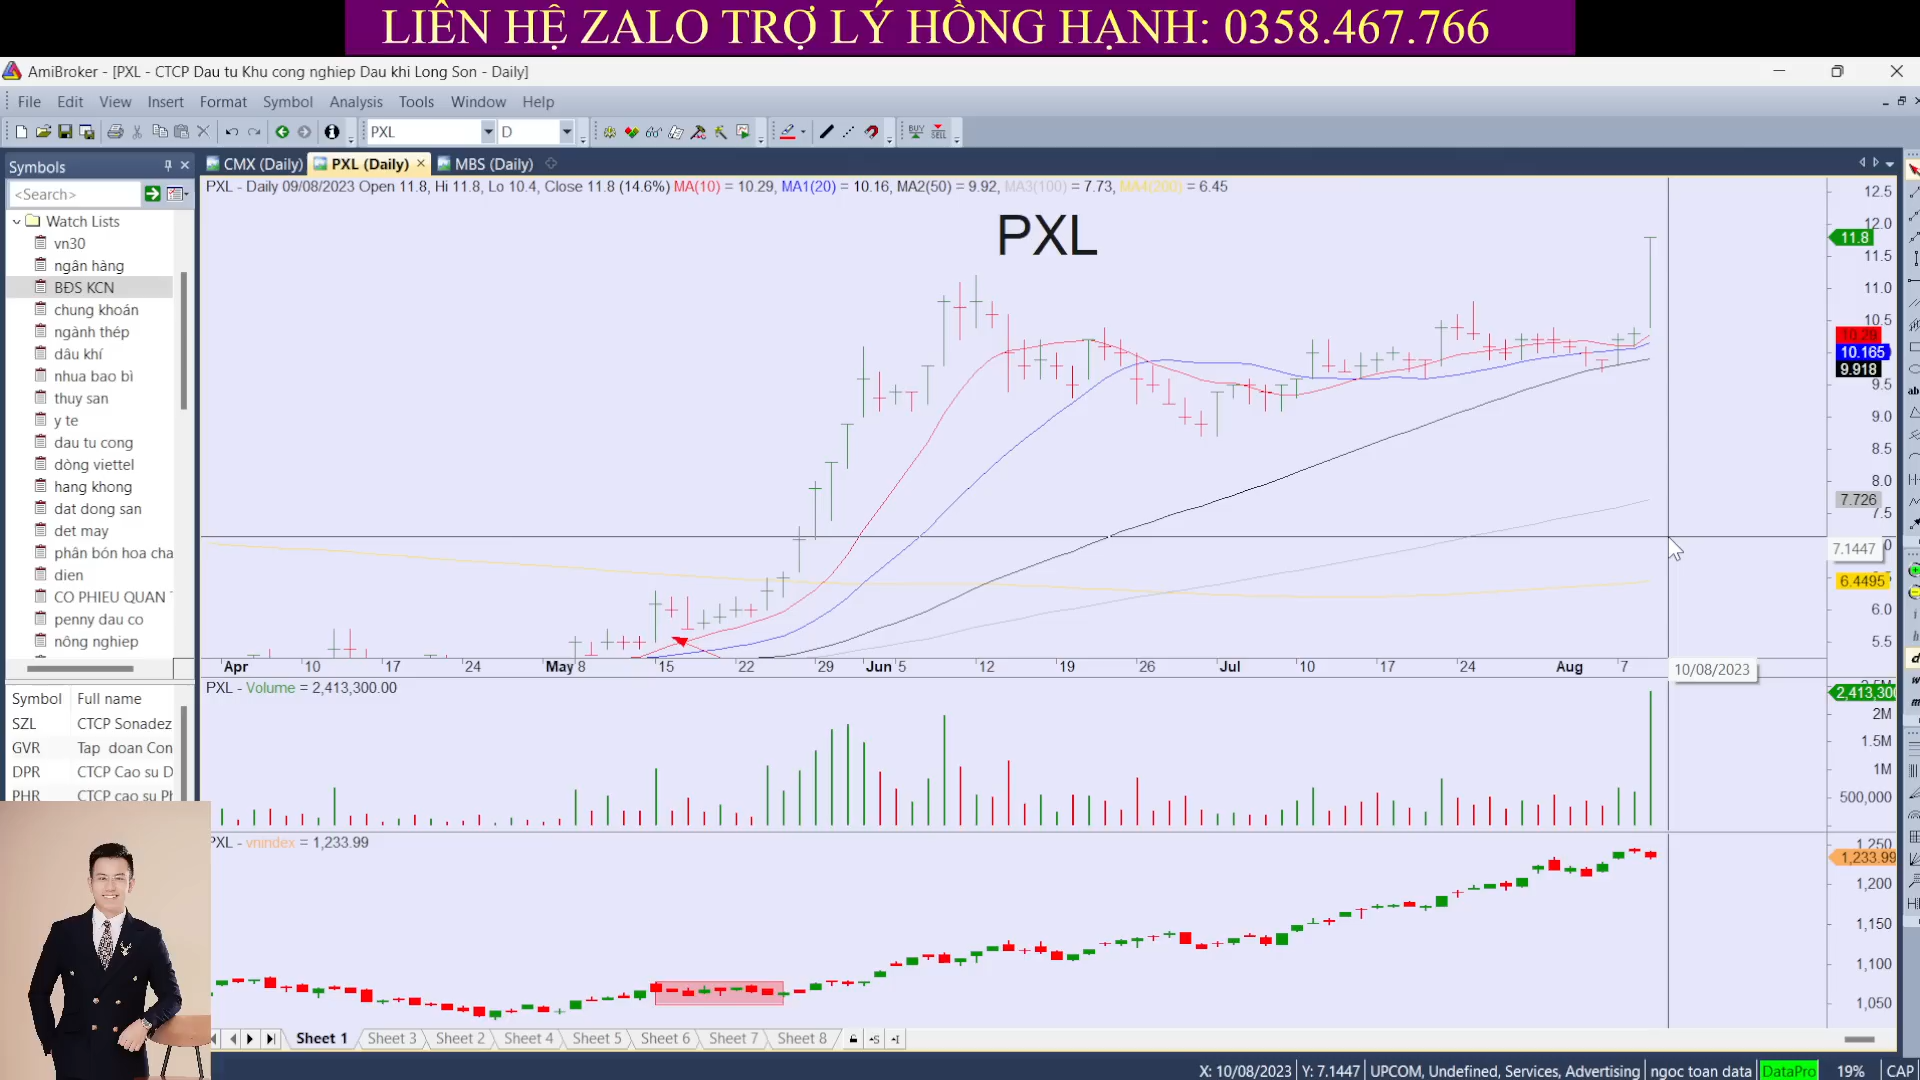 LIÊN HỆ ZALO TRỢ LÝ HỒNG HẠNH: 0358.467.766
AmiBroker - [PXL - CTCP Dau tu Khu cong nghiep Dau khi Long Son - Daily]
File Edit View Insert Format Symbol Analysis Tools Window Help
PXL D BUY SELL
Symbols
CMX (Daily) PXL (Daily) MBS (Daily)
<Search>
PXL - Daily 09/08/2023 Open 11.8, Hi 11.8, Lo 10.4, Close 11.8 (14.6%) MA(10) = 10.29, MA1(20) = 10.16, MA2(50) = 9.92, MA3(100) = 7.73, MA4(200) = 6.45
PXL
Watch Lists
vn30
ngân hàng
BĐS KCN
chung khoán
ngành thép
dâu khí
nhua bao bì
thuy san
y te
dau tu cong
dòng viettel
hang khong
dat dong san
det may
phân bón hoa cha
dien
CO PHIEU QUAN
penny dau co
nông nghiep
12.5
12.0
11.8
11.5
11.0
10.5
10.29
10.165
9.918
9.5
9.0
8.5
8.0
7.726
7.5
7.1447
6.4495
6.0
5.5
Apr 10 17 24 May 8 15 22 29 Jun 5 12 19 26 Jul 10 17 24 Aug 7
10/08/2023
Symbol Full name
SZL CTCP Sonadez
GVR Tap doan Con
DPR CTCP Cao su D
PHR CTCP cao su Ph
PXL - Volume = 2,413,300.00
2,413,300
2M
1.5M
1M
500,000
PXL - vnindex = 1,233.99
1,250
1,233.99
1,200
1,150
1,100
1,050
Sheet 1 Sheet 3 Sheet 2 Sheet 4 Sheet 5 Sheet 6 Sheet 7 Sheet 8
X: 10/08/2023 Y: 7.1447 UPCOM, Undefined, Services, Advertising ngoc toan data DataPro 19% CAP